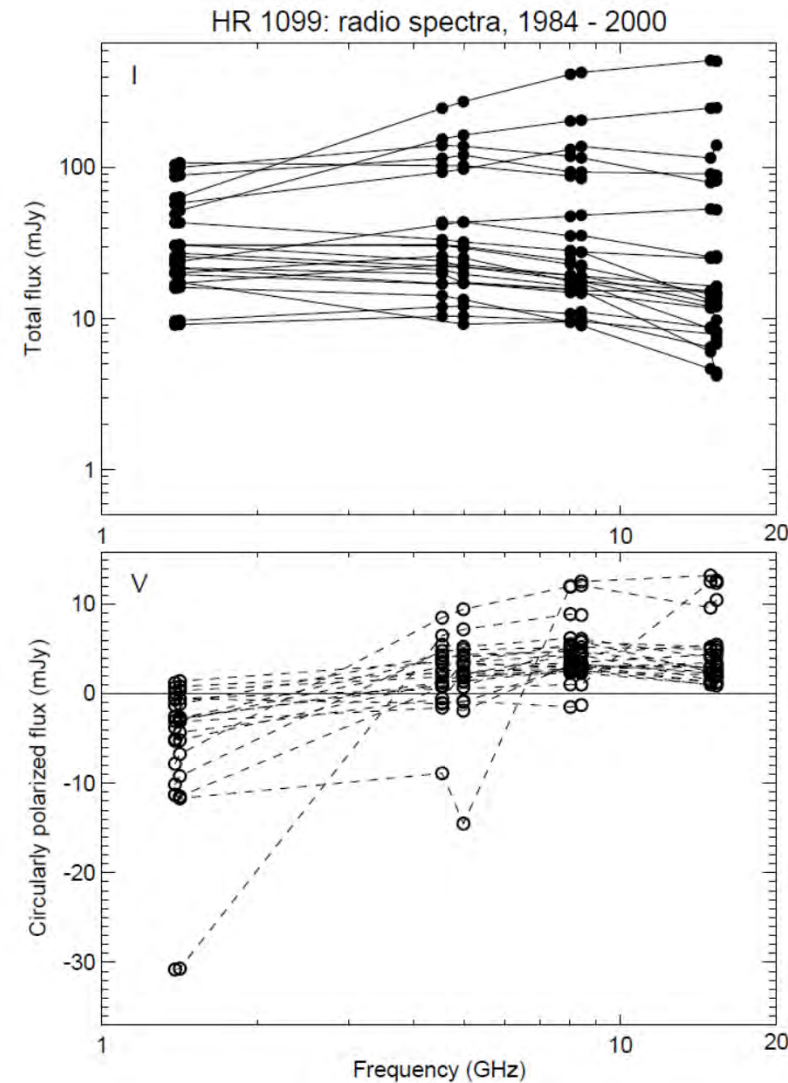 HR 1099: radio spectra, 1984 - 2000
I
100
10
1
Total flux (mJy)
1
10
20
V
10
0
-10
-20
-30
Circularly polarized flux (mJy)
1
10
20
Frequency (GHz)